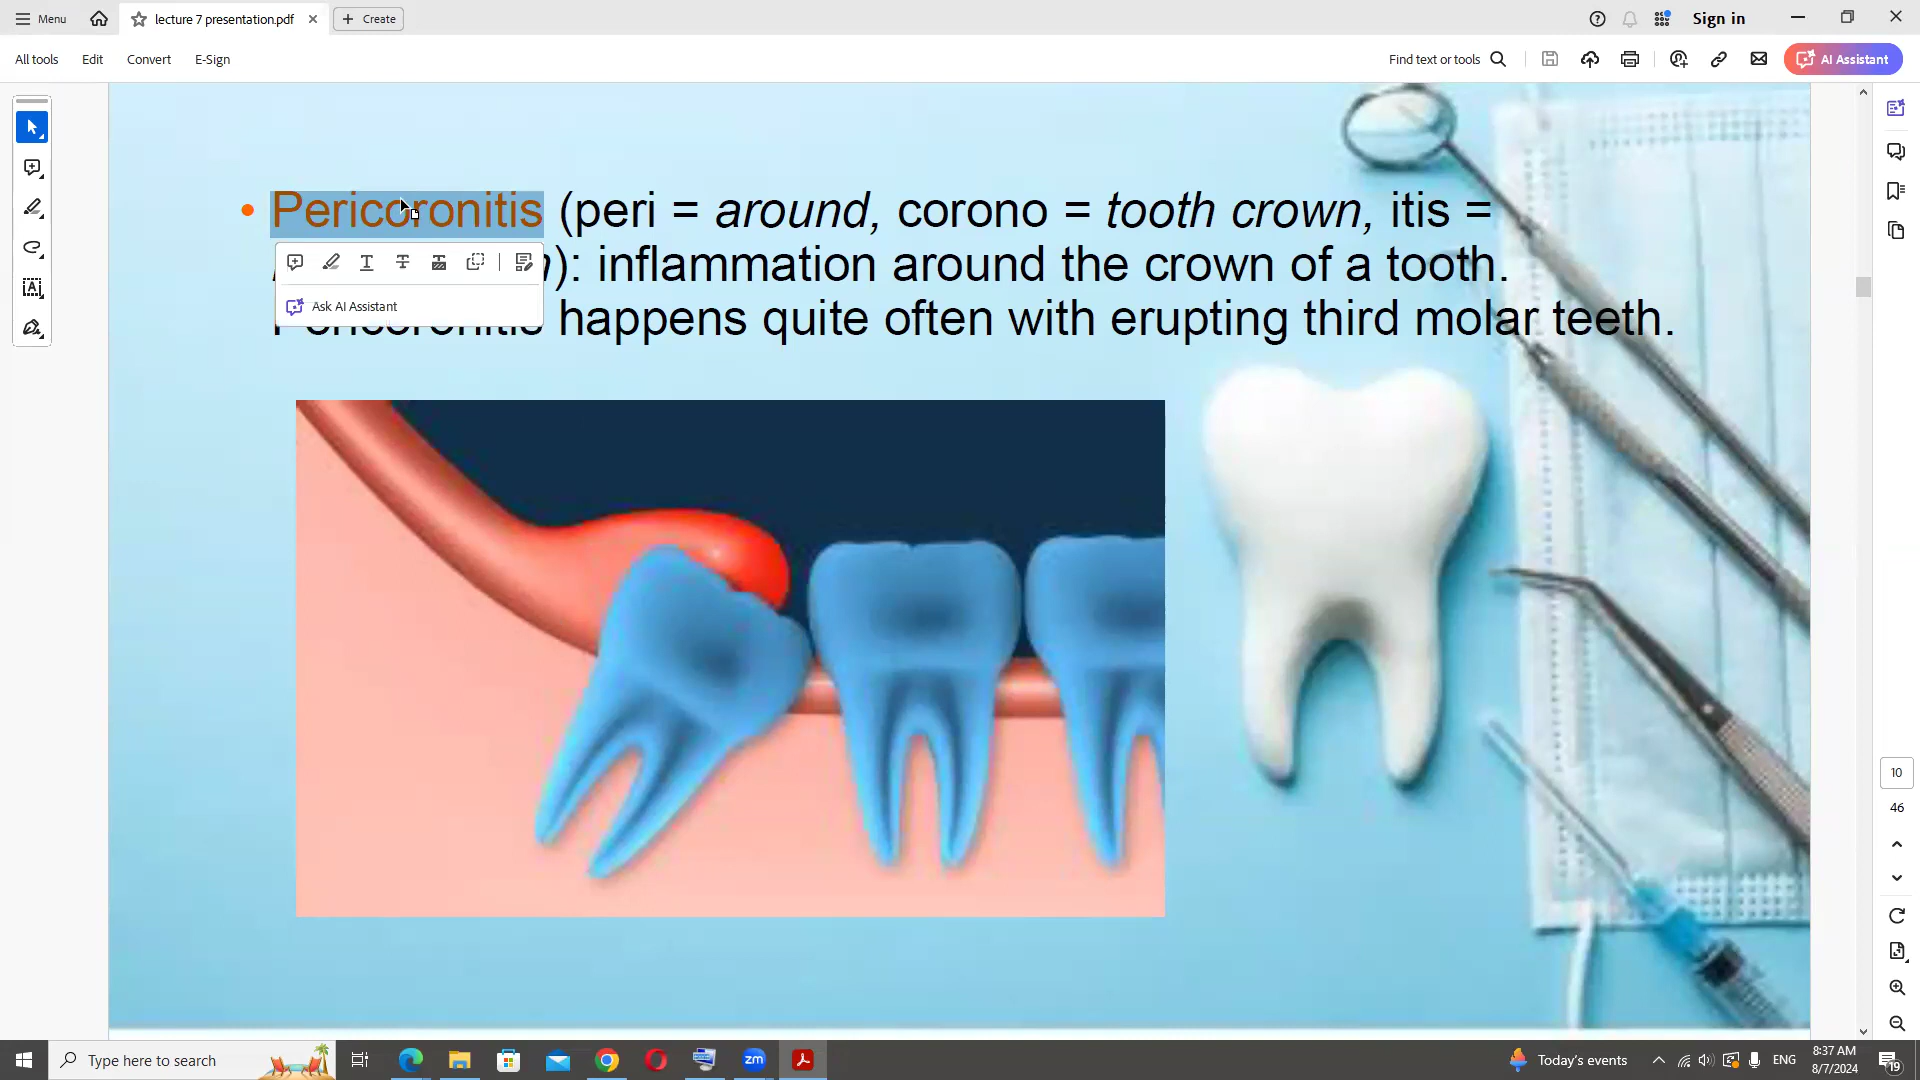 Menu
lecture 7 presentation.pdf
Create
Sign in
All tools
Edit
Convert
E-Sign
Find text or tools
AI Assistant
• Pericoronitis (peri = around, corono = tooth crown, itis =
n): inflammation around the crown of a tooth.
Ask AI Assistant
Pericoronitis happens quite often with erupting third molar teeth.
10
46
Type here to search
zm
Today's events
ENG
8:37 AM
8/7/2024
19